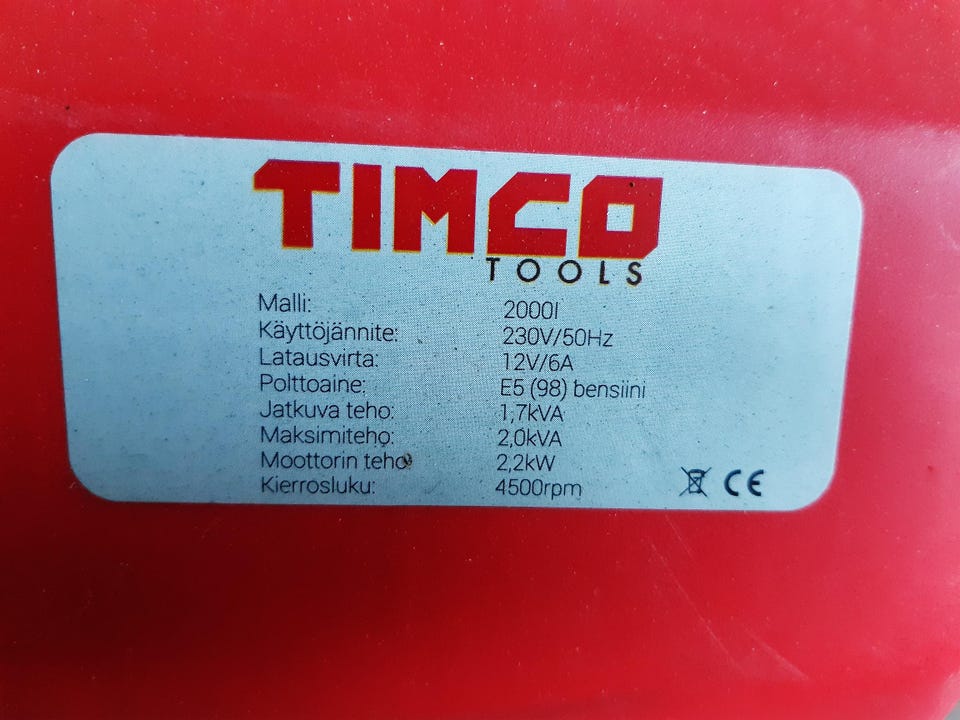 TIMCO
TOOLS
Malli: 2000I
Käyttöjännite: 230V/50Hz
Latausvirta: 12V/6A
Polttoaine: E5 (98) bensiini
Jatkuva teho: 1,7kVA
Maksimiteho: 2,0kVA
Moottorin teho: 2,2kW
Kierrosluku: 4500rpm
CE